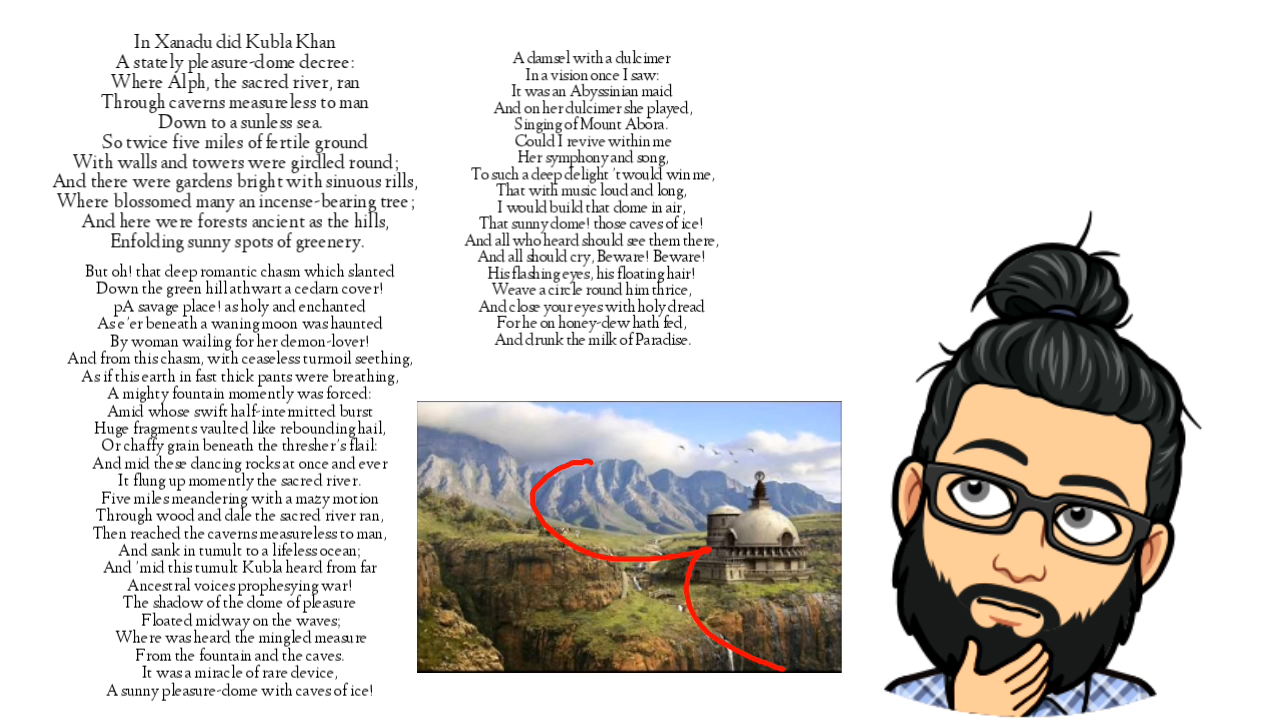 In Xanadu did Kubla Khan
A stately pleasure-dome decree:
Where Alph, the sacred river, ran
Through caverns measureless to man
Down to a sunless sea.
So twice five miles of fertile ground
With walls and towers were girdled round;
And there were gardens bright with sinuous rills,
Where blossomed many an incense-bearing tree;
And here were forests ancient as the hills,
Enfolding sunny spots of greenery.
But oh! that deep romantic chasm which slanted
Down the green hill athwart a cedarn cover!
pA savage place! as holy and enchanted
As e'er beneath a waning moon was haunted
By woman wailing for her demon-lover!
And from this chasm, with ceaseless turmoil seething,
As if this earth in fast thick pants were breathing,
A mighty fountain momently was forced:
Amid whose swift half-intermitted burst
Huge fragments vaulted like rebounding hail,
Or chaffy grain beneath the thresher's flail:
And mid these dancing rocks at once and ever
It flung up momently the sacred river.
Five miles meandering with a mazy motion
Through wood and dale the sacred river ran,
Then reached the caverns measureless to man,
And sank in tumult to a lifeless ocean;
And 'mid this tumult Kubla heard from far
Ancestral voices prophesying war!
The shadow of the dome of pleasure
Floated midway on the waves;
Where was heard the mingled measure
From the fountain and the caves.
It was a miracle of rare device,
A sunny pleasure-dome with caves of ice!
A damsel with a dulcimer
In a vision once I saw:
It was an Abyssinian maid
And on her dulcimer she played,
Singing of Mount Abora.
Could I revive within me
Her symphony and song,
To such a deep delight 'twould win me,
That with music loud and long,
I would build that dome in air,
That sunny dome! those caves of ice!
And all who heard should see them there,
And all should cry, Beware! Beware!
His flashing eyes, his floating hair!
Weave a circle round him thrice,
And close your eyes with holy dread
For he on honey-dew hath fed,
And drunk the milk of Paradise.